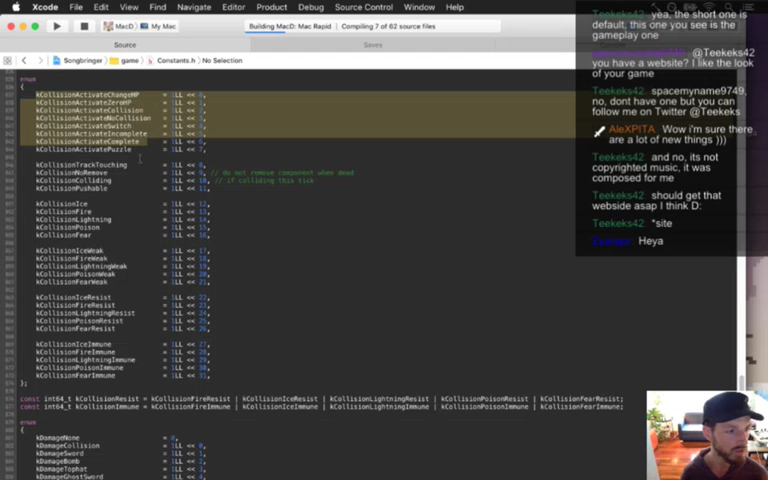 Xcode File Edit View Find Navigate Editor Product Debug Source Control Window Help
MacD My Mac
Building MacD: Mac Rapid | Compiling 7 of 62 source files
Source
Saves
Songbringer game Constants.h No Selection
enum
{
kCollisionActivateChangeHP = 1LL << 0,
kCollisionActivateZeroHP = 1LL << 1,
kCollisionActivateCollision = 1LL << 2,
kCollisionActivateNoCollision = 1LL << 3,
kCollisionActivateSwitch = 1LL << 4,
kCollisionActivateIncomplete = 1LL << 5,
kCollisionActivateComplete = 1LL << 6,
kCollisionActivatePuzzle = 1LL << 7,
kCollisionTrackTouching = 1LL << 8,
kCollisionNoRemove = 1LL << 9, // do not remove component when dead
kCollisionColliding = 1LL << 10, // if colliding this tick
kCollisionPushable = 1LL << 11,
kCollisionIce = 1LL << 12,
kCollisionFire = 1LL << 13,
kCollisionLightning = 1LL << 14,
kCollisionPoison = 1LL << 15,
kCollisionFear = 1LL << 16,
kCollisionIceWeak = 1LL << 17,
kCollisionFireWeak = 1LL << 18,
kCollisionLightningWeak = 1LL << 19,
kCollisionPoisonWeak = 1LL << 20,
kCollisionFearWeak = 1LL << 21,
kCollisionIceResist = 1LL << 22,
kCollisionFireResist = 1LL << 23,
kCollisionLightningResist = 1LL << 24,
kCollisionPoisonResist = 1LL << 25,
kCollisionFearResist = 1LL << 26,
kCollisionIceImmune = 1LL << 27,
kCollisionFireImmune = 1LL << 28,
kCollisionLightningImmune = 1LL << 29,
kCollisionPoisonImmune = 1LL << 30,
kCollisionFearImmune = 1LL << 31,
};
const int64_t kCollisionResist = kCollisionFireResist | kCollisionIceResist | kCollisionLightningResist | kCollisionPoisonResist | kCollisionFearResist;
const int64_t kCollisionImmune = kCollisionFireImmune | kCollisionIceImmune | kCollisionLightningImmune | kCollisionPoisonImmune | kCollisionFearImmune;
enum
{
kDamageNone = 0,
kDamageCollision = 1LL << 0,
kDamageSword = 1LL << 1,
kDamageBomb = 1LL << 2,
kDamageTophat = 1LL << 3,
kDamageGhostSword = 1LL << 4,
Teekeks42: yea, the short one is
default, this one you see is the
gameplay one
@Teekeks42
you have a website? I like the look
of your game
Teekeks42: spacemyname9749,
no, dont have one but you can
follow me on Twitter @Teekeks
AleXPITA: Wow i'm sure there
are a lot of new things )))
Teekeks42: and no, its not
copyrighted music, it was
composed for me
Teekeks42: should get that
webside asap I think D:
Teekeks42: *site
Heya